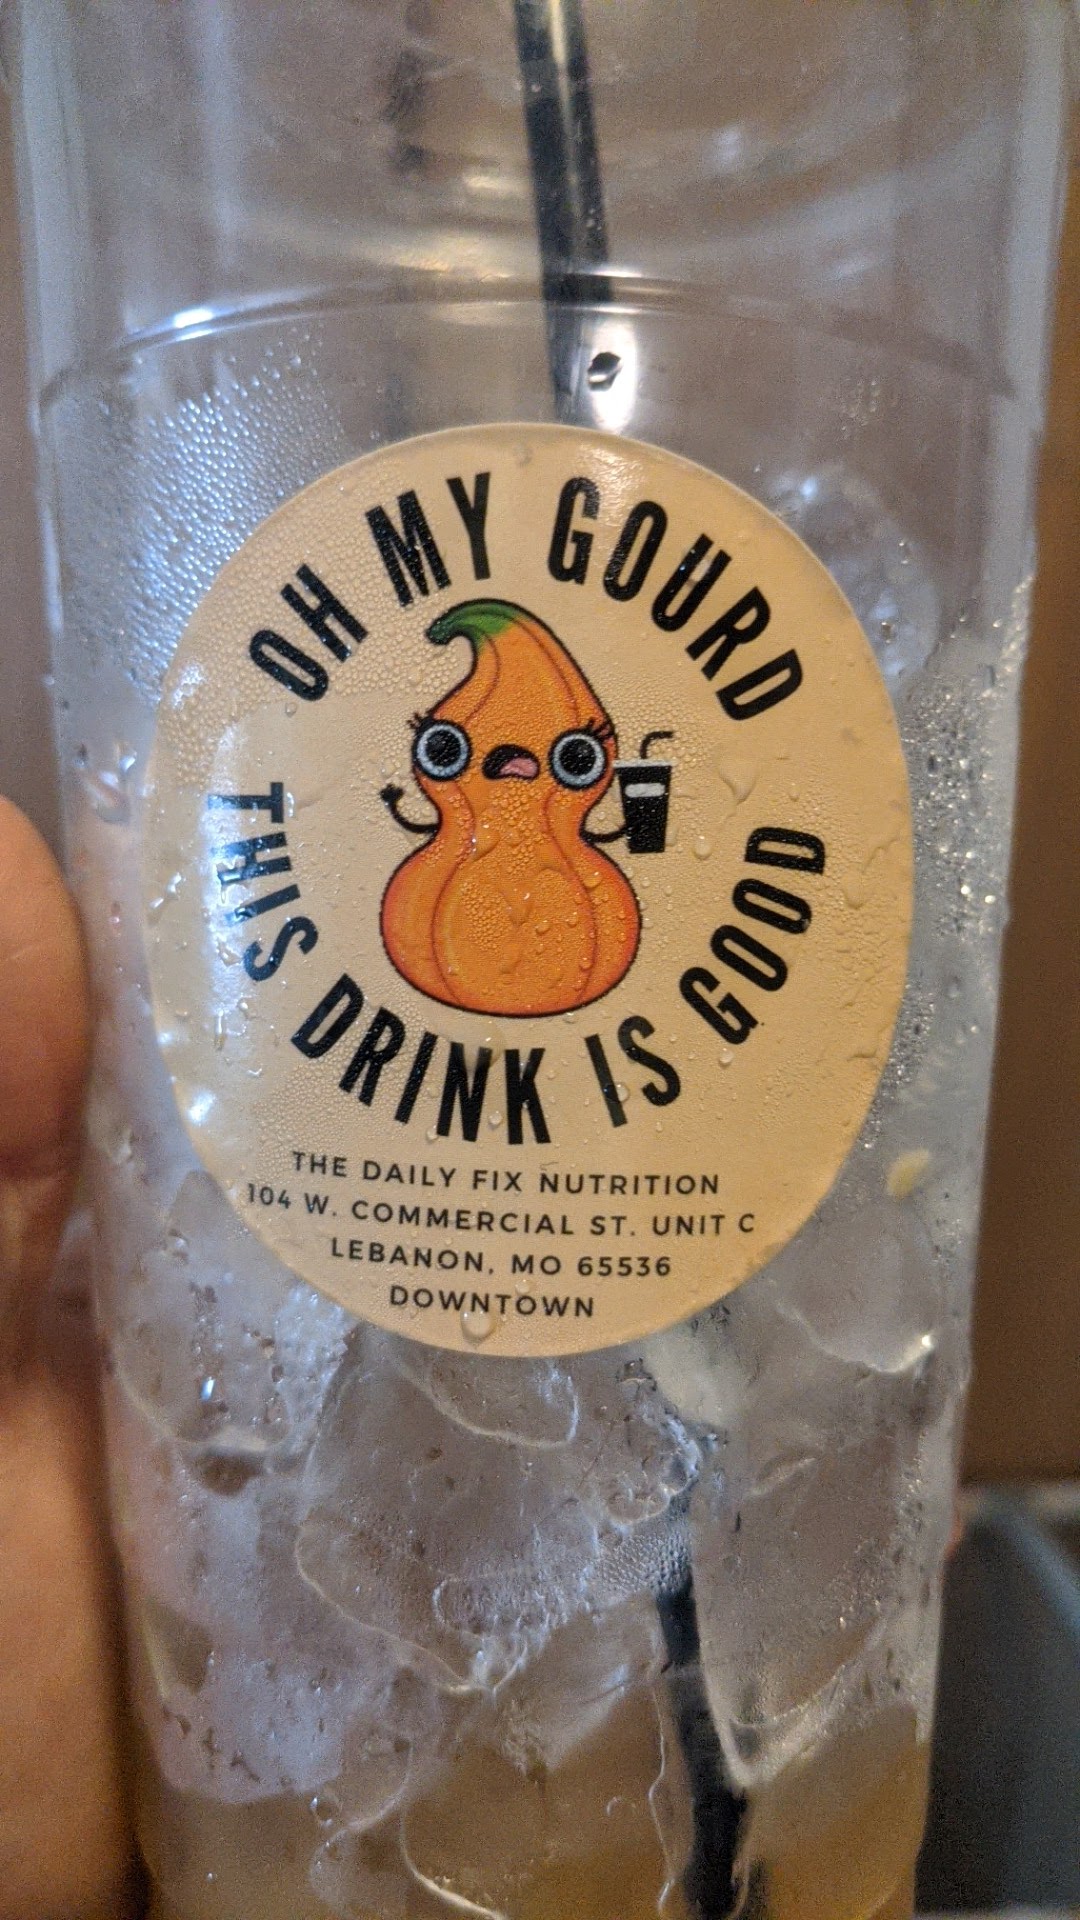 OH MY GOURD
THIS DRINK IS GOOD
THE DAILY FIX NUTRITION
104 W. COMMERCIAL ST. UNIT C
LEBANON, MO 65536
DOWNTOWN